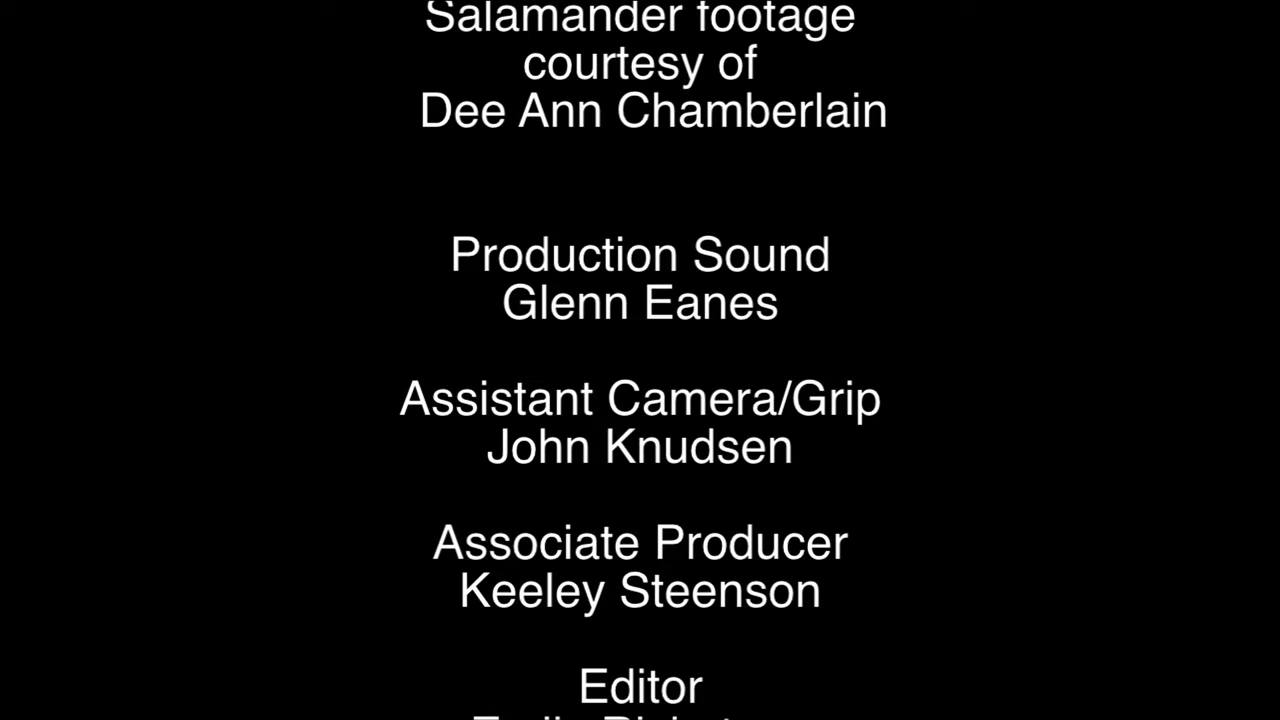 Salamander footage
courtesy of
Dee Ann Chamberlain
Production Sound
Glenn Eanes
Assistant Camera/Grip
John Knudsen
Associate Producer
Keeley Steenson
Editor